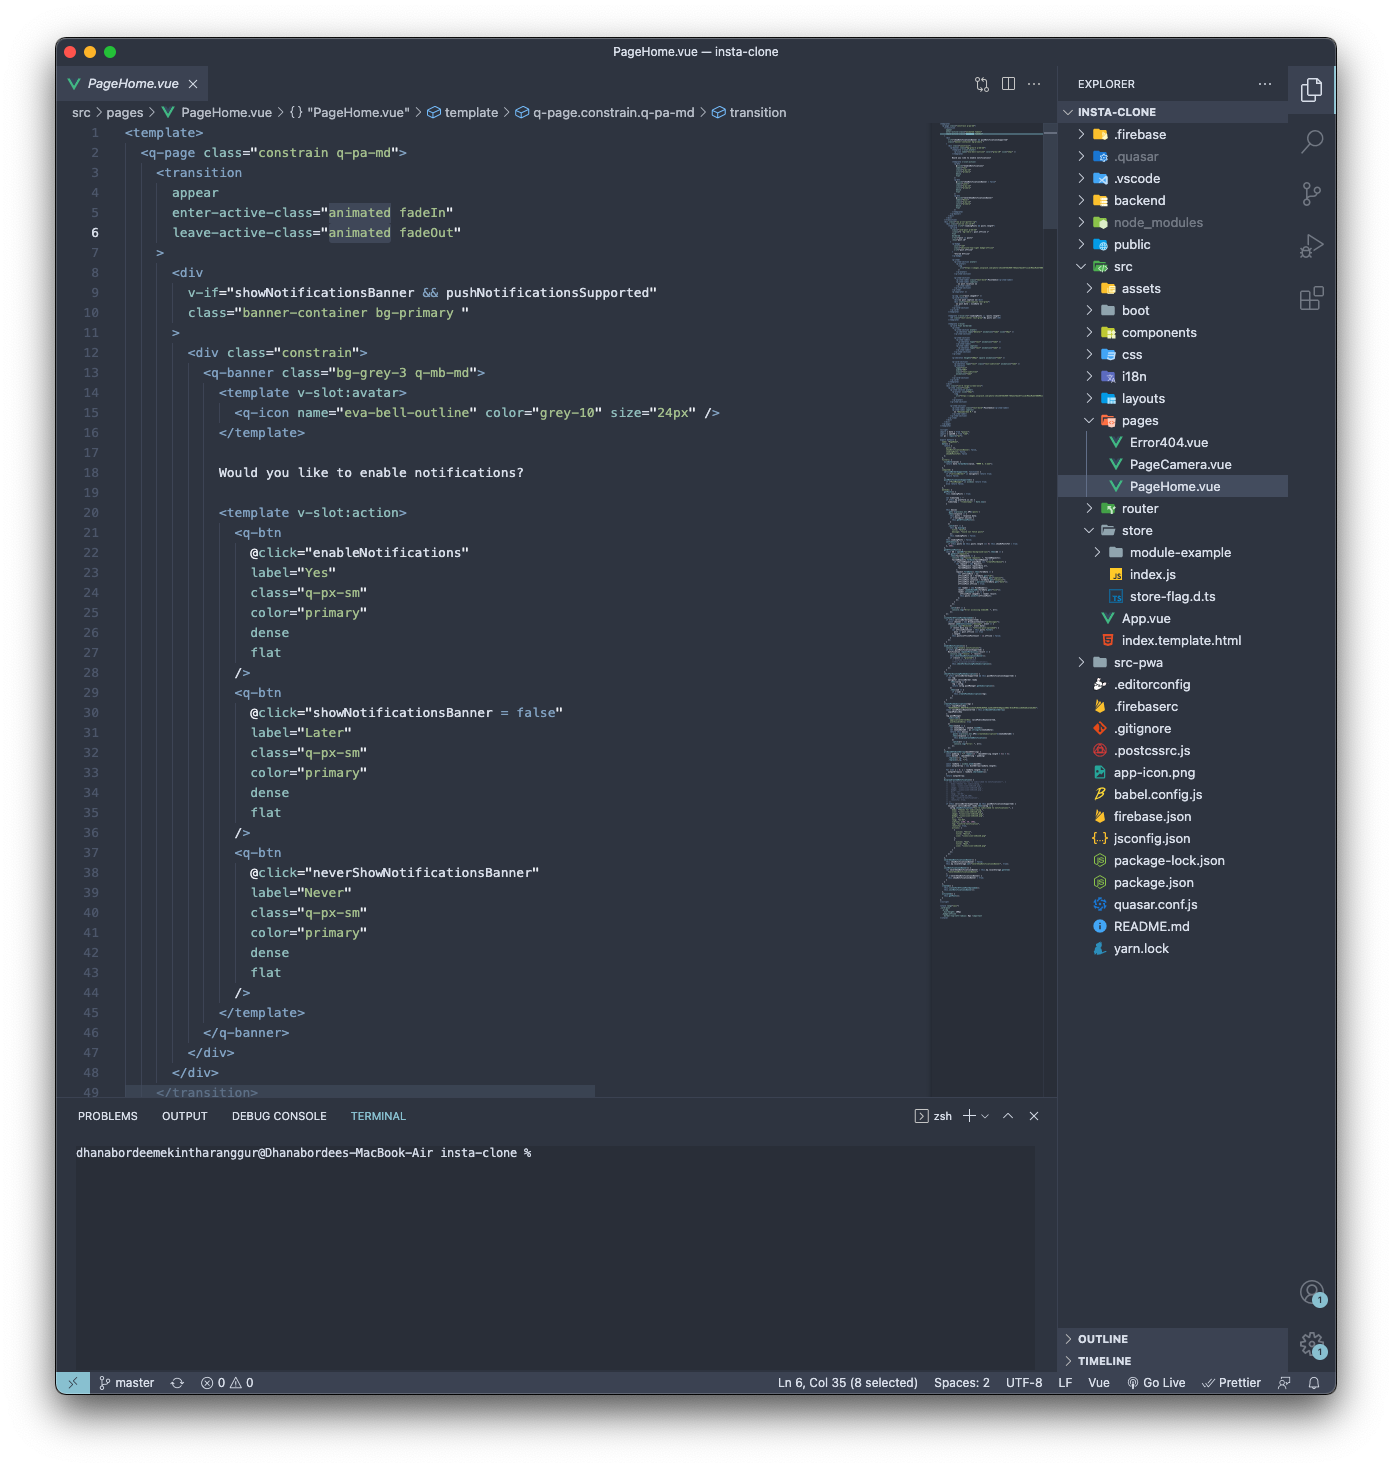 PageHome.vue — insta-clone
PageHome.vue
src > pages > PageHome.vue > {} "PageHome.vue" > template > q-page.constrain.q-pa-md > transition
1 <template>
2 <q-page class="constrain q-pa-md">
3 <transition
4 appear
5 enter-active-class="animated fadeIn"
6 leave-active-class="animated fadeOut"
7 >
8 <div
9 v-if="showNotificationsBanner && pushNotificationsSupported"
10 class="banner-container bg-primary "
11 >
12 <div class="constrain">
13 <q-banner class="bg-grey-3 q-mb-md">
14 <template v-slot:avatar>
15 <q-icon name="eva-bell-outline" color="grey-10" size="24px" />
16 </template>
17
18 Would you like to enable notifications?
19
20 <template v-slot:action>
21 <q-btn
22 @click="enableNotifications"
23 label="Yes"
24 class="q-px-sm"
25 color="primary"
26 dense
27 flat
28 />
29 <q-btn
30 @click="showNotificationsBanner = false"
31 label="Later"
32 class="q-px-sm"
33 color="primary"
34 dense
35 flat
36 />
37 <q-btn
38 @click="neverShowNotificationsBanner"
39 label="Never"
40 class="q-px-sm"
41 color="primary"
42 dense
43 flat
44 />
45 </template>
46 </q-banner>
47 </div>
48 </div>
49 </transition>
EXPLORER
INSTA-CLONE
.firebase
.quasar
.vscode
backend
node_modules
public
src
assets
boot
components
css
i18n
layouts
pages
Error404.vue
PageCamera.vue
PageHome.vue
router
store
module-example
index.js
store-flag.d.ts
App.vue
index.template.html
src-pwa
.editorconfig
.firebaserc
.gitignore
.postcssrc.js
app-icon.png
babel.config.js
firebase.json
jsconfig.json
package-lock.json
package.json
quasar.conf.js
README.md
yarn.lock
OUTLINE
TIMELINE
1
1
PROBLEMS OUTPUT DEBUG CONSOLE TERMINAL zsh
dhanabordeemekintharanggur@Dhanabordees-MacBook-Air insta-clone %
master 0 0 Ln 6, Col 35 (8 selected) Spaces: 2 UTF-8 LF Vue Go Live Prettier